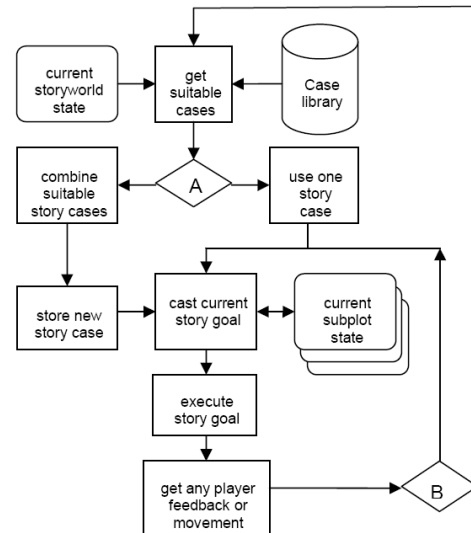 current
storyworld
state
get
suitable
cases
Case
library
combine
suitable
story cases
A
use one
story
case
store new
story case
cast current
story goal
current
subplot
state
execute
story goal
get any player
feedback or
movement
B